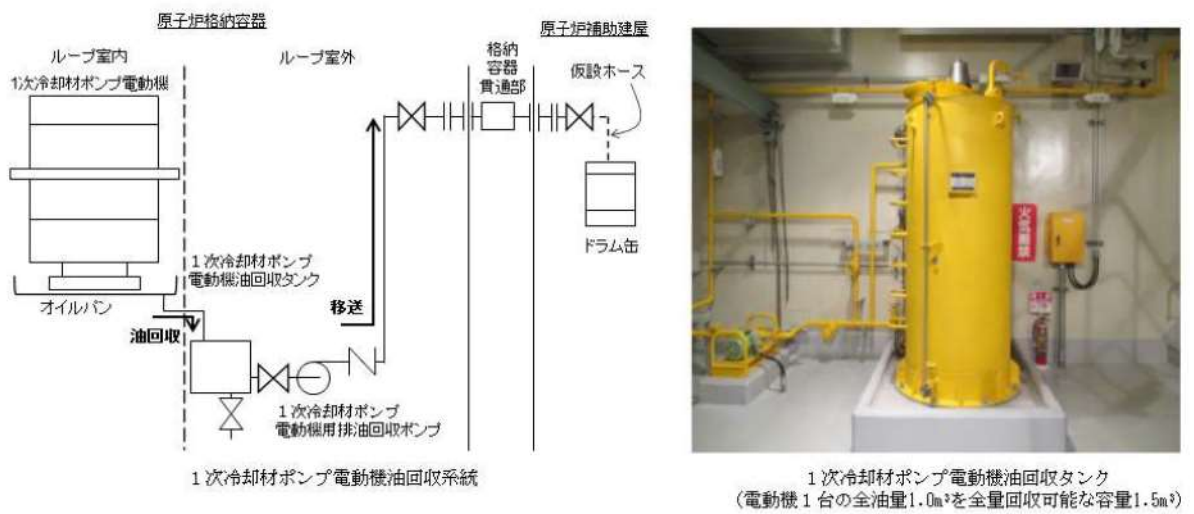 原子炉格納容器
原子炉補助建屋
ループ室内
ループ室外
格納
容器
貫通部
仮設ホース
1次冷却材ポンプ電動機
ドラム缶
1次冷却材ポンプ
電動機油回収タンク
オイルパン
移送
油回収
1次冷却材ポンプ
電動機用排油回収ポンプ
1次冷却材ポンプ電動機油回収系統
火気厳禁
1次冷却材ポンプ電動機油回収タンク
(電動機1台の全油量1.0m³を全量回収可能な容量1.5m³)